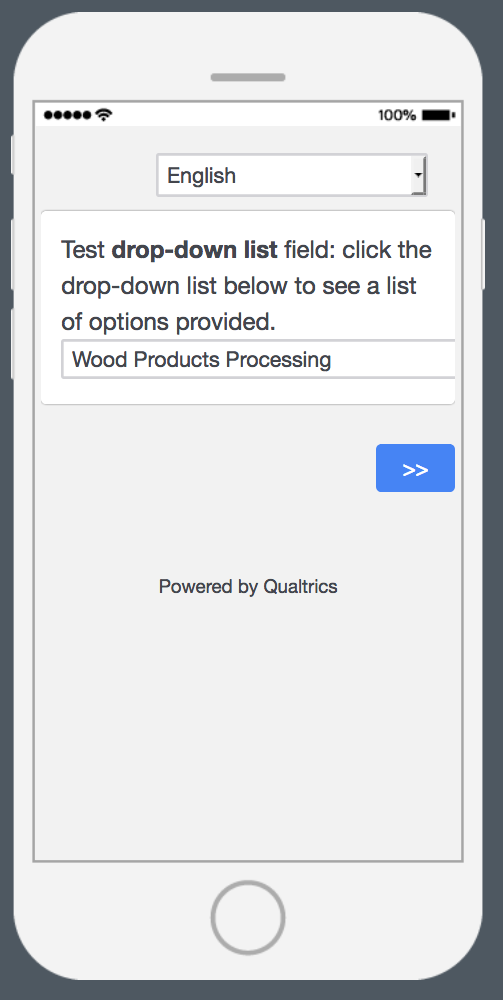 100%
English
Test drop-down list field: click the
drop-down list below to see a list
of options provided.
Wood Products Processing
>>
Powered by Qualtrics